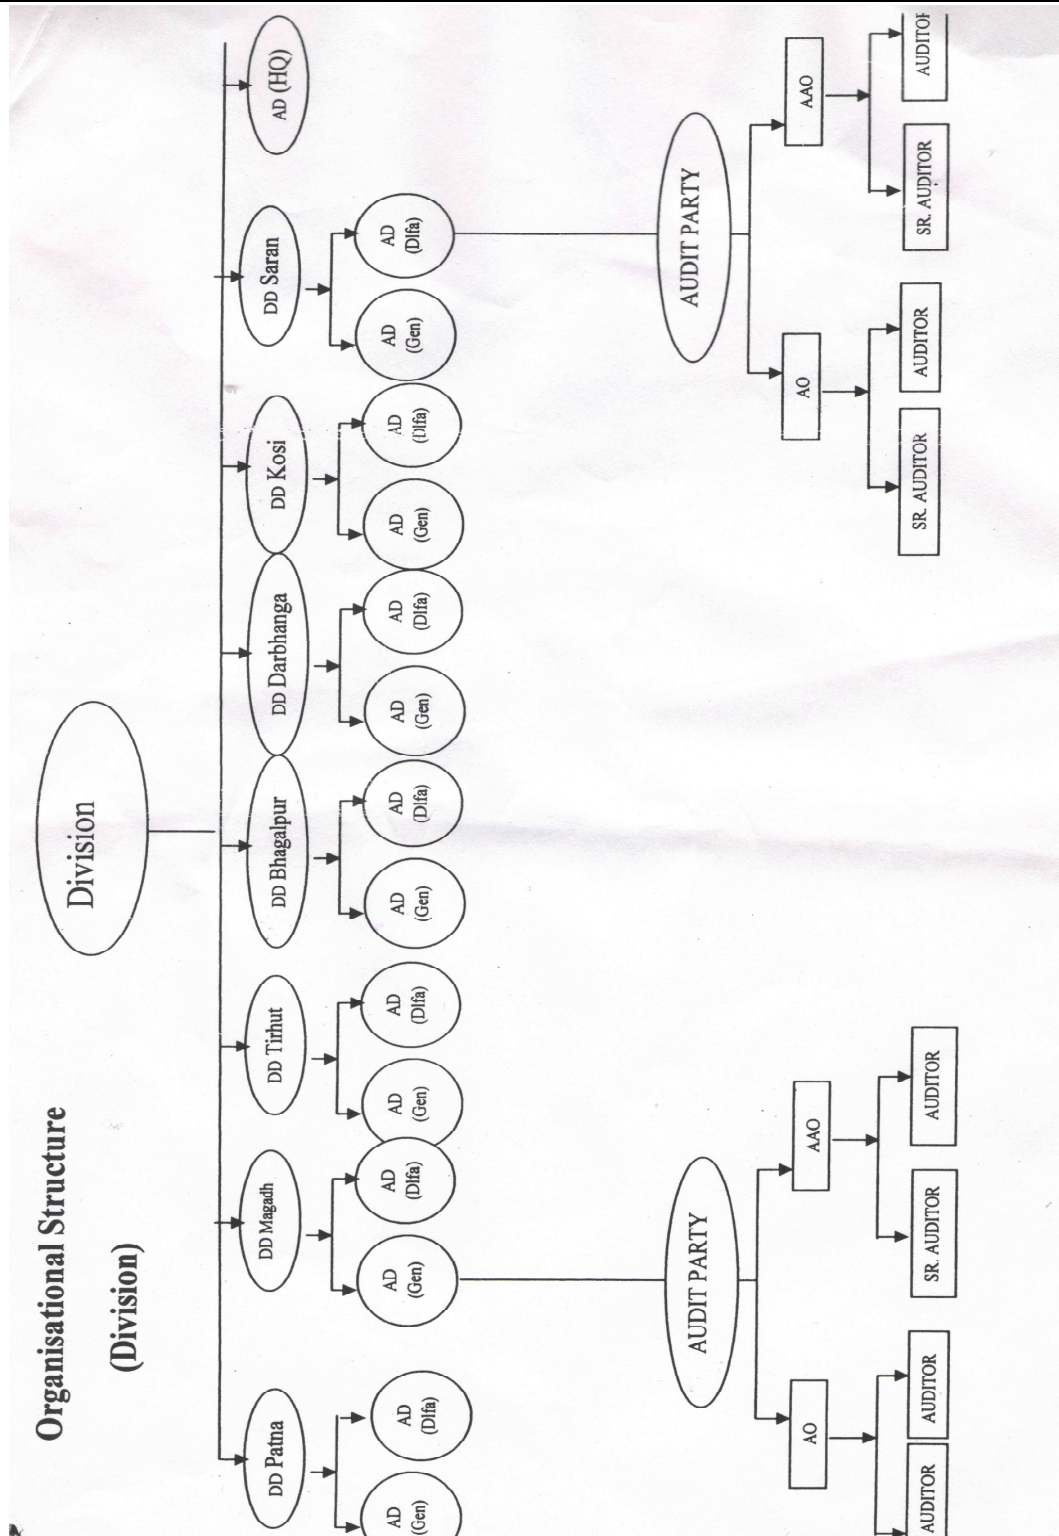 Organisational Structure
(Division)
Division
DD Patna
DD Magadh
DD Tirhut
DD Bhagalpur
DD Darbhanga
DD Kosi
DD Saran
AD (HQ)
AD
(Gen)
AD
(Dlfa)
AD
(Gen)
AD
(Dlfa)
AD
(Gen)
AD
(Dlfa)
AD
(Gen)
AD
(Dlfa)
AD
(Gen)
AD
(Dlfa)
AD
(Gen)
AD
(Dlfa)
AD
(Gen)
AD
(Dlfa)
AUDIT PARTY
AUDIT PARTY
AO
AAO
AO
AAO
AUDITOR
AUDITOR
SR. AUDITOR
AUDITOR
SR. AUDITOR
AUDITOR
SR. AUDITOR
AUDITOR